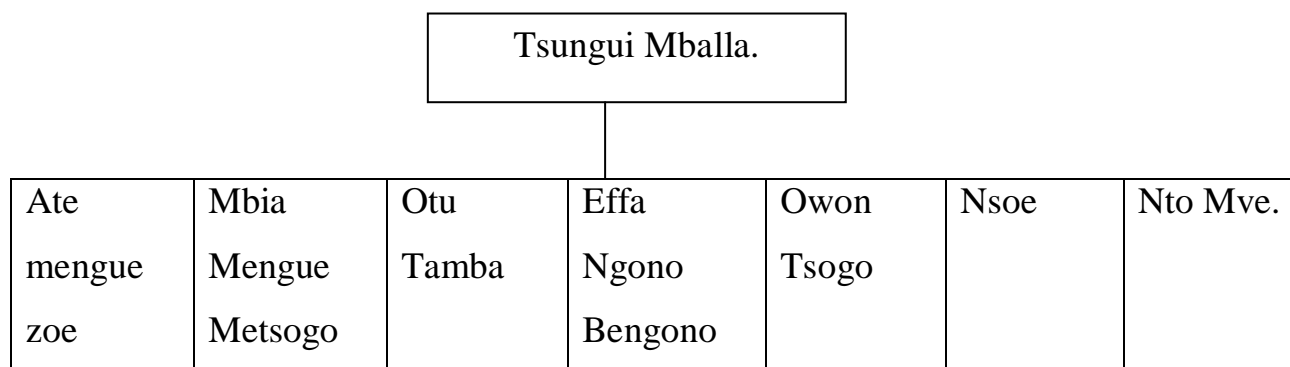 Tsungui Mballa.
Ate mengue zoe
Mbia Mengue Metsogo
Otu Tamba
Effa Ngono Bengono
Owon Tsogo
Nsoe
Nto Mve.